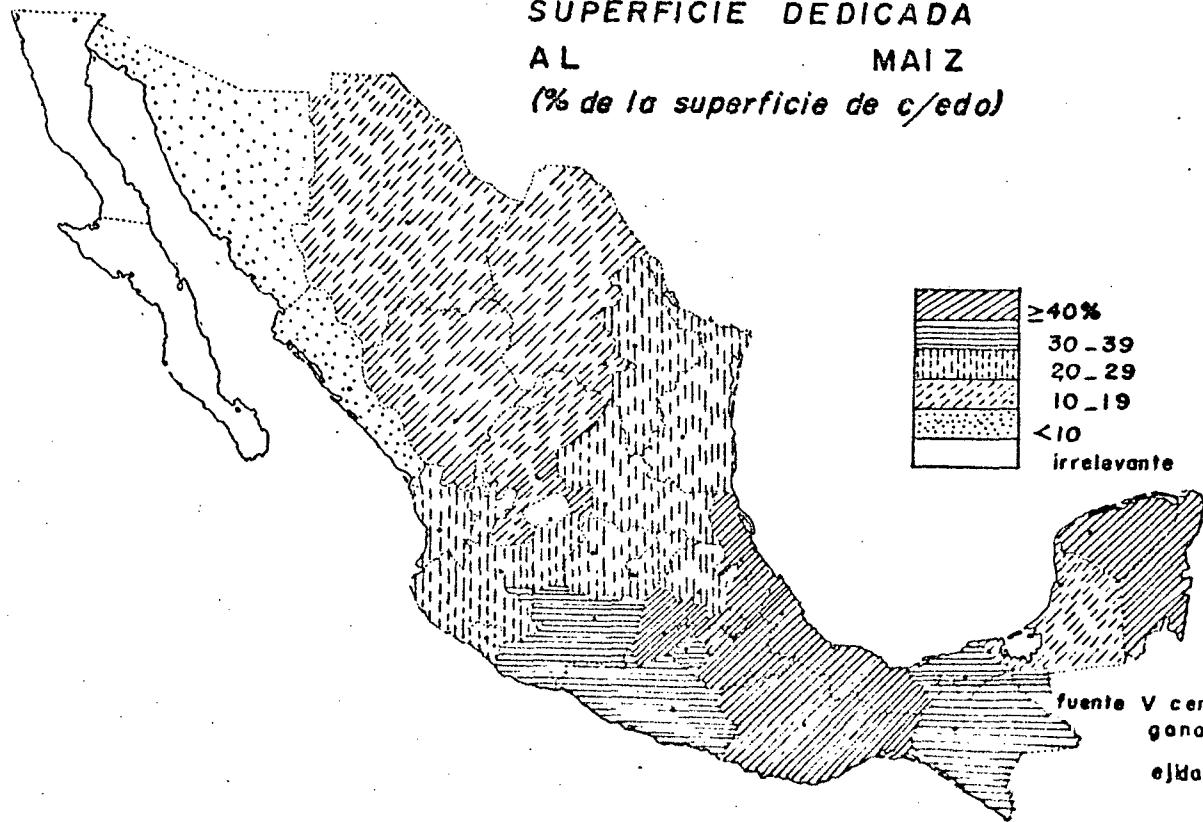 SUPERFICIE DEDICADA
AL MAIZ
(% de la superficie de c/edo)
≥40%
30_39
20_29
10_19
<10
irrelevante
fuente V cen
gana
ejida